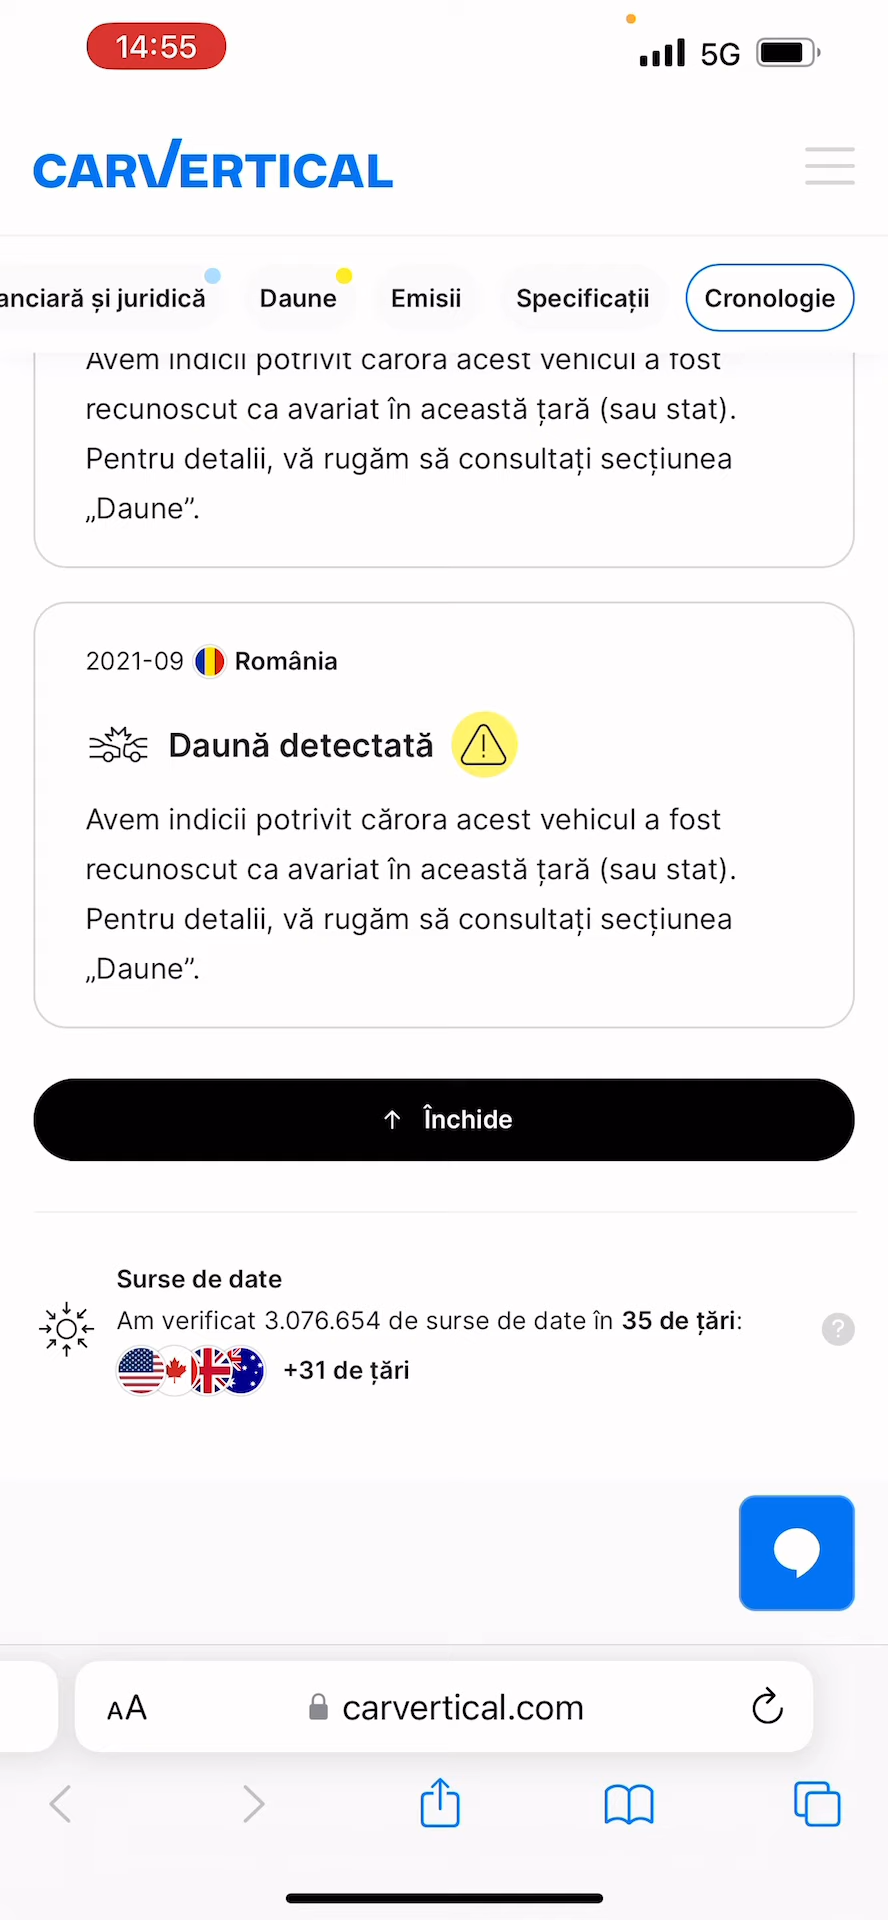 14:55
5G
CARVERTICAL
anciară și juridică
Daune
Emisii
Specificații
Cronologie
Avem indicii potrivit cărora acest vehicul a fost
recunoscut ca avariat în această țară (sau stat).
Pentru detalii, vă rugăm să consultați secțiunea
„Daune”.
2021-09 România
Daună detectată
Avem indicii potrivit cărora acest vehicul a fost
recunoscut ca avariat în această țară (sau stat).
Pentru detalii, vă rugăm să consultați secțiunea
„Daune”.
↑ Închide
Surse de date
Am verificat 3.076.654 de surse de date în 35 de țări:
?
+31 de țări
AA
carvertical.com